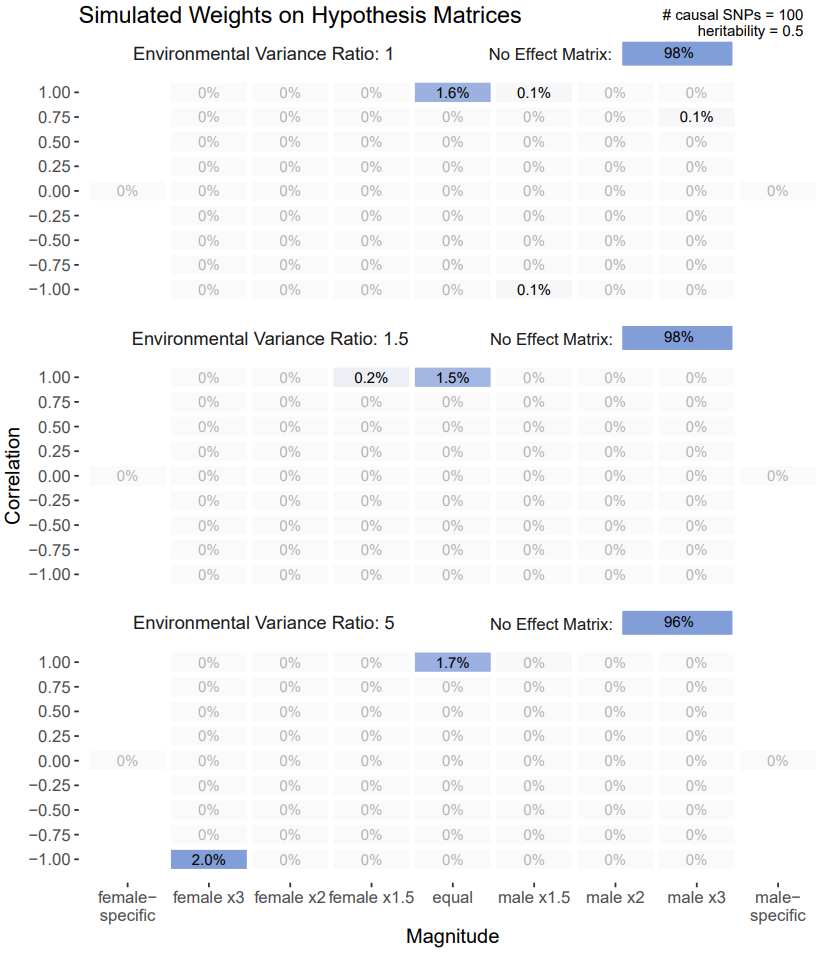 Simulated Weights on Hypothesis Matrices
# causal SNPs = 100
heritability = 0.5
Environmental Variance Ratio: 1
No Effect Matrix: 98%
1.00 0% 0% 0% 1.6% 0.1% 0% 0%
0.75 0% 0% 0% 0% 0% 0% 0.1%
0.50 0% 0% 0% 0% 0% 0% 0%
0.25 0% 0% 0% 0% 0% 0% 0%
0.00 0% 0% 0% 0% 0% 0% 0% 0% 0%
−0.25 0% 0% 0% 0% 0% 0% 0%
−0.50 0% 0% 0% 0% 0% 0% 0%
−0.75 0% 0% 0% 0% 0% 0% 0%
−1.00 0% 0% 0% 0% 0.1% 0% 0%
Environmental Variance Ratio: 1.5
No Effect Matrix: 98%
1.00 0% 0% 0.2% 1.5% 0% 0% 0%
0.75 0% 0% 0% 0% 0% 0% 0%
0.50 0% 0% 0% 0% 0% 0% 0%
0.25 0% 0% 0% 0% 0% 0% 0%
0.00 0% 0% 0% 0% 0% 0% 0% 0% 0%
−0.25 0% 0% 0% 0% 0% 0% 0%
−0.50 0% 0% 0% 0% 0% 0% 0%
−0.75 0% 0% 0% 0% 0% 0% 0%
−1.00 0% 0% 0% 0% 0% 0% 0%
Correlation
Environmental Variance Ratio: 5
No Effect Matrix: 96%
1.00 0% 0% 0% 1.7% 0% 0% 0%
0.75 0% 0% 0% 0% 0% 0% 0%
0.50 0% 0% 0% 0% 0% 0% 0%
0.25 0% 0% 0% 0% 0% 0% 0%
0.00 0% 0% 0% 0% 0% 0% 0% 0% 0%
−0.25 0% 0% 0% 0% 0% 0% 0%
−0.50 0% 0% 0% 0% 0% 0% 0%
−0.75 0% 0% 0% 0% 0% 0% 0%
−1.00 2.0% 0% 0% 0% 0% 0% 0%
female−
specific
female x3
female x2
female x1.5
equal
male x1.5
male x2
male x3
male−
specific
Magnitude